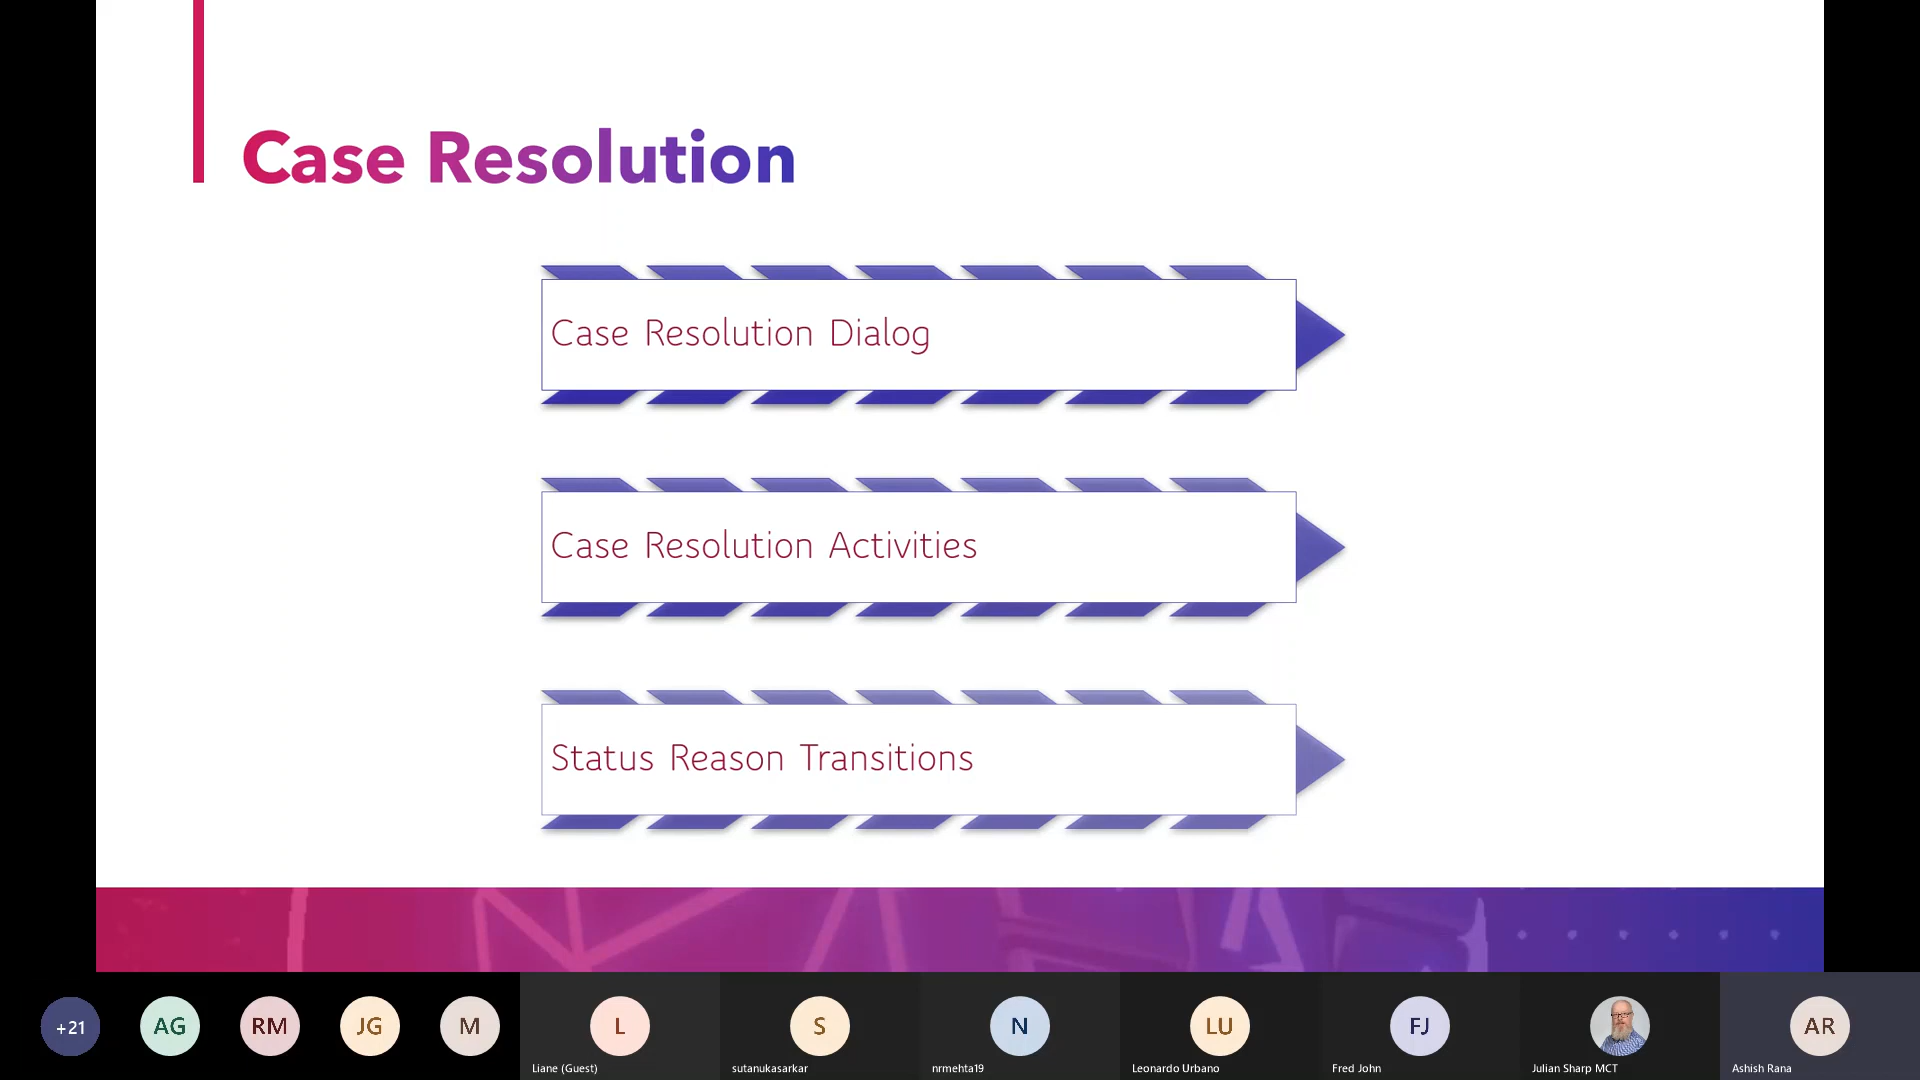 Case Resolution
Case Resolution Dialog
Case Resolution Activities
Status Reason Transitions
+21
AG
RM
JG
M
L
S
N
LU
FJ
AR
Liane (Guest)
sutanukasarkar
nrmehta19
Leonardo Urbano
Fred John
Julian Sharp MCT
Ashish Rana